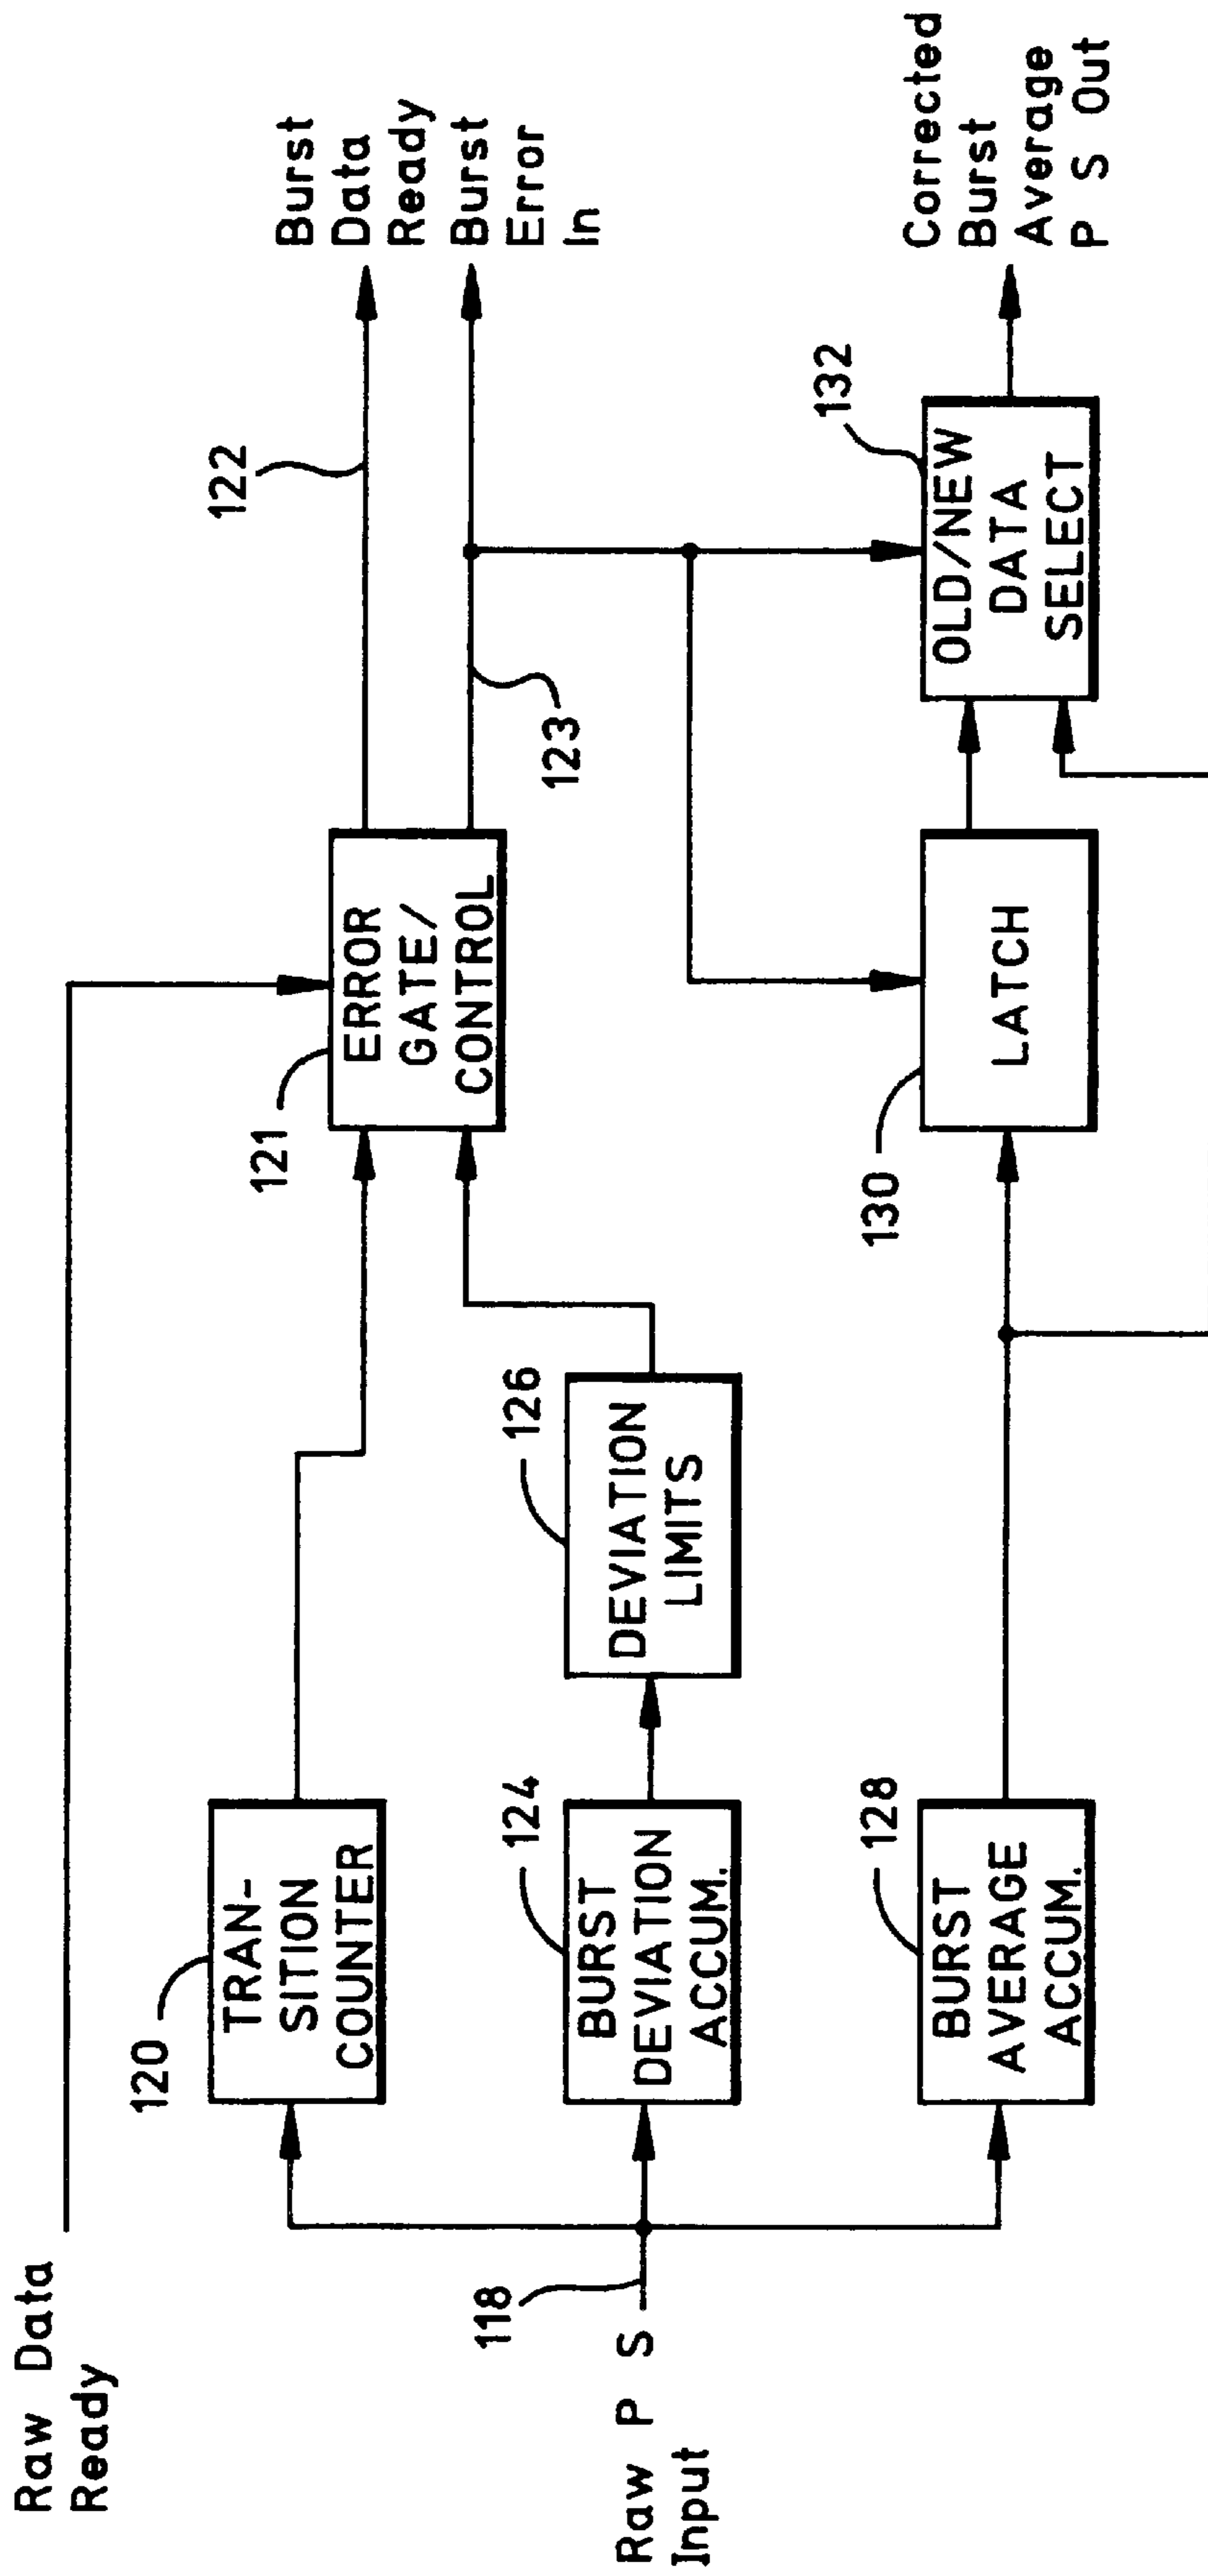 Raw Data
Ready
Raw P S
Input
118
120
TRAN-
SITION
COUNTER
124
BURST
DEVIATION
ACCUM.
128
BURST
AVERAGE
ACCUM.
126
DEVIATION
LIMITS
121
ERROR
GATE/
CONTROL
130
LATCH
122
123
132
OLD/NEW
DATA
SELECT
Burst
Data
Ready
Burst
Error
In
Corrected
Burst
Average
P S Out